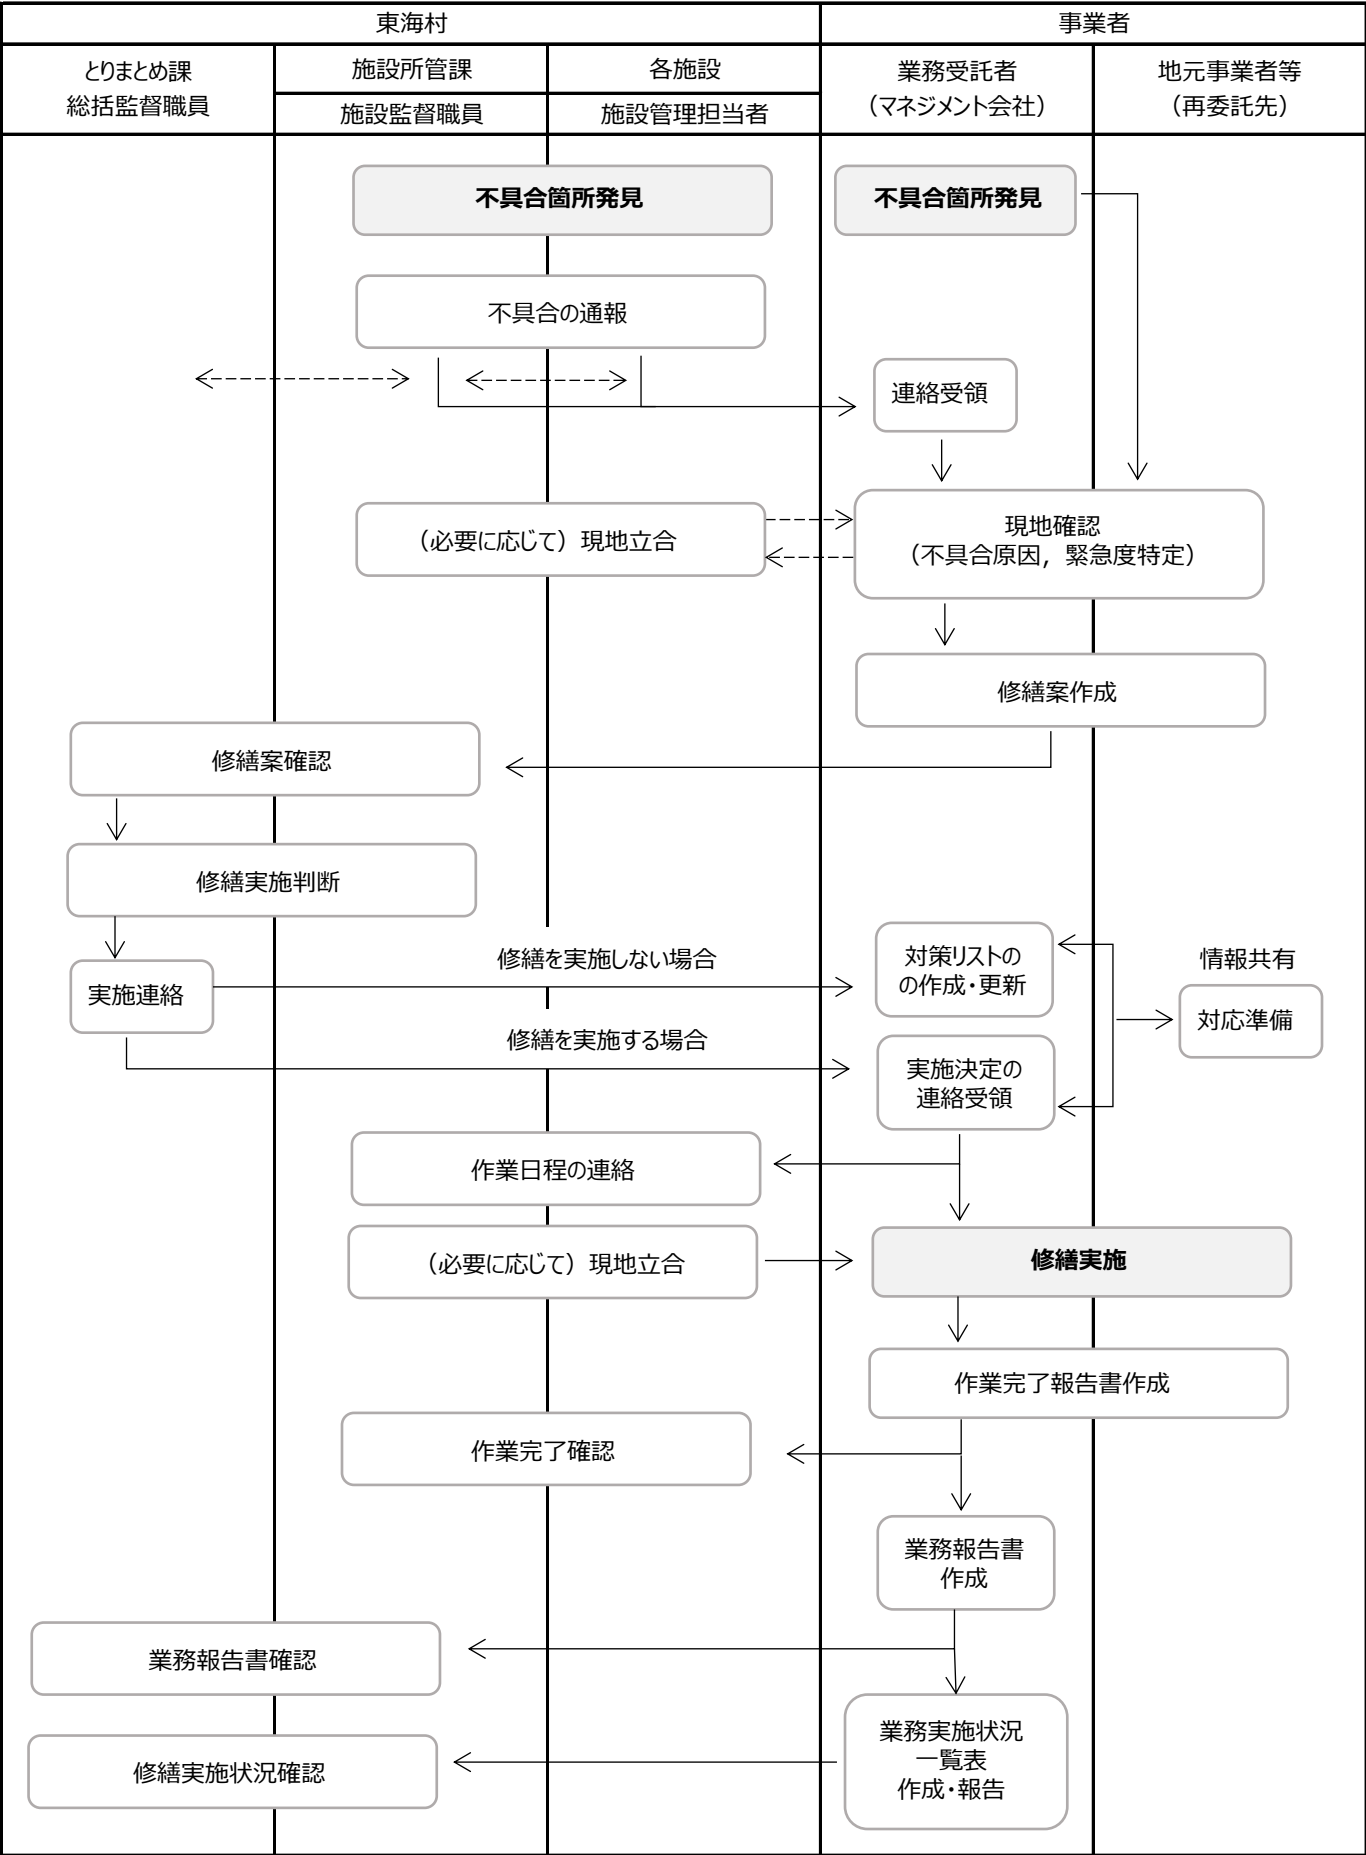 東海村
事業者
とりまとめ課
総括監督職員
施設所管課
各施設
業務受託者
（マネジメント会社）
地元事業者等
（再委託先）
施設監督職員
施設管理担当者
不具合箇所発見
不具合箇所発見
不具合の通報
連絡受領
（必要に応じて）現地立合
現地確認
（不具合原因，緊急度特定）
修繕案作成
修繕案確認
修繕実施判断
修繕を実施しない場合
対策リストの
の作成・更新
情報共有
実施連絡
対応準備
修繕を実施する場合
実施決定の
連絡受領
作業日程の連絡
（必要に応じて）現地立合
修繕実施
作業完了報告書作成
作業完了確認
業務報告書
作成
業務報告書確認
業務実施状況
一覧表
作成・報告
修繕実施状況確認